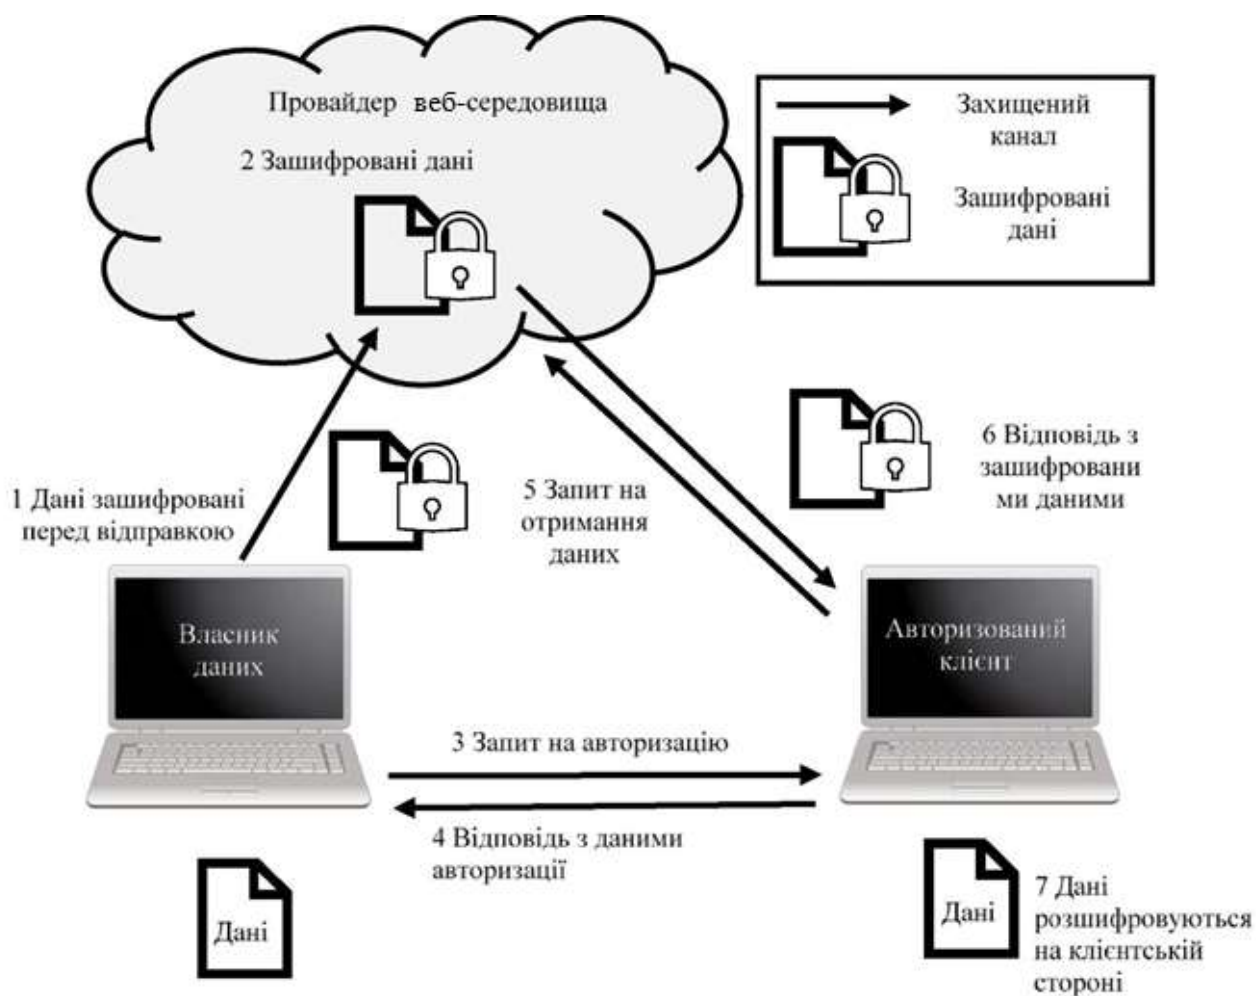 Провайдер веб-середовища
2 Зашифровані дані
Захищений
канал
Зашифровані
дані
1 Дані зашифровані
перед відправкою
5 Запит на
отримання
даних
6 Відповідь з
зашифровани
ми даними
Власник
даних
Авторизований
клієнт
3 Запит на авторизацію
4 Відповідь з даними
авторизації
Дані
Дані
7 Дані
розшифровуються
на клієнтській
стороні